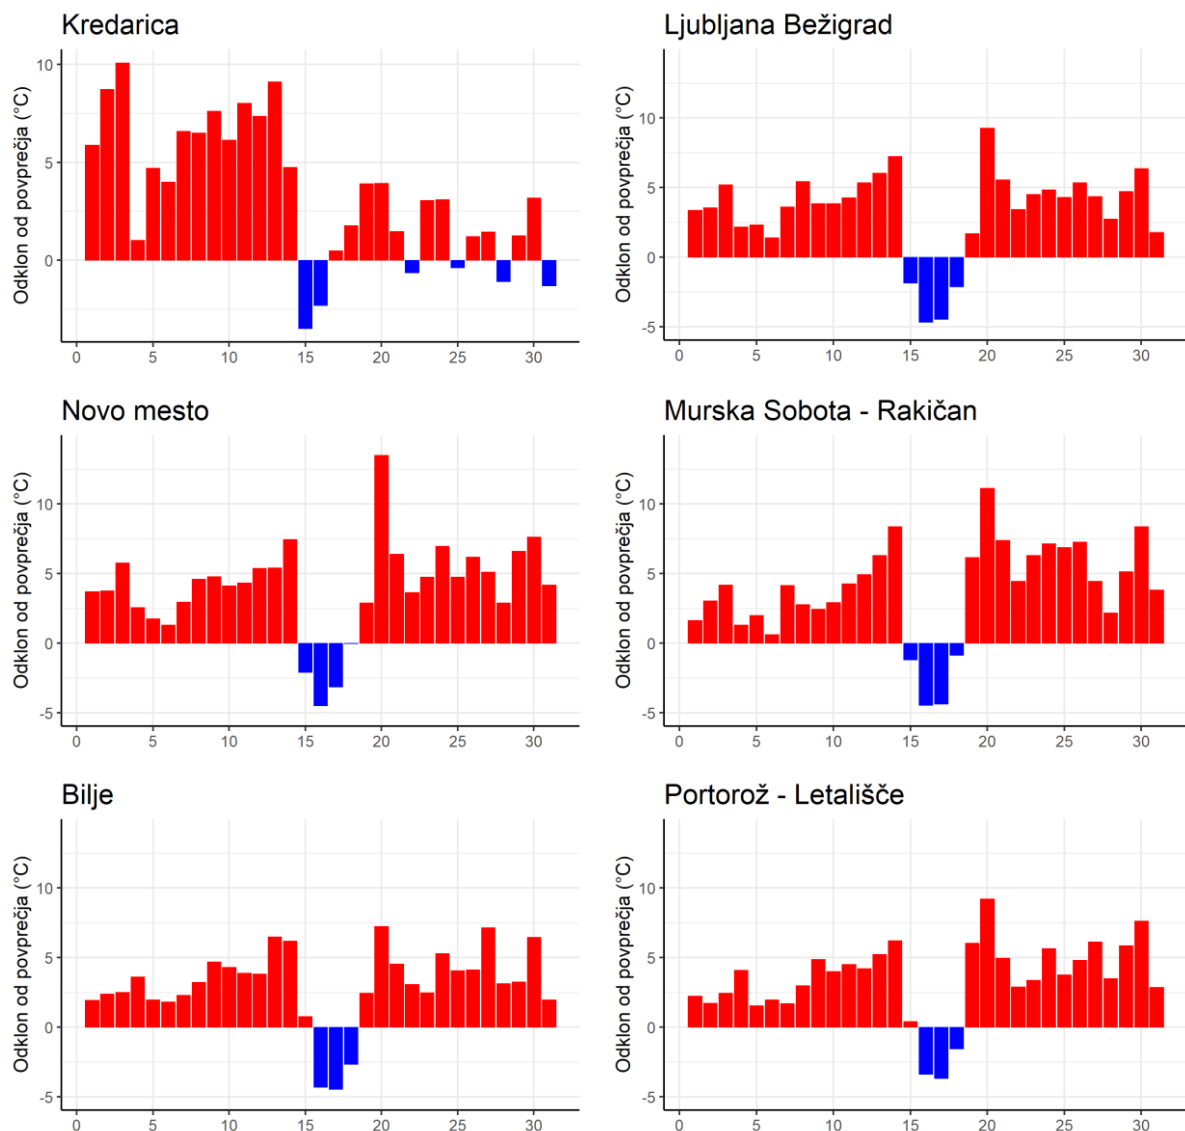 Kredarica
Odklon od povprečja (°C)
10
5
0
0 5 10 15 20 25 30
Ljubljana Bežigrad
Odklon od povprečja (°C)
10
5
0
-5
0 5 10 15 20 25 30
Novo mesto
Odklon od povprečja (°C)
10
5
0
-5
0 5 10 15 20 25 30
Murska Sobota - Rakičan
Odklon od povprečja (°C)
10
5
0
-5
0 5 10 15 20 25 30
Bilje
Odklon od povprečja (°C)
10
5
0
-5
0 5 10 15 20 25 30
Portorož - Letališče
Odklon od povprečja (°C)
10
5
0
-5
0 5 10 15 20 25 30